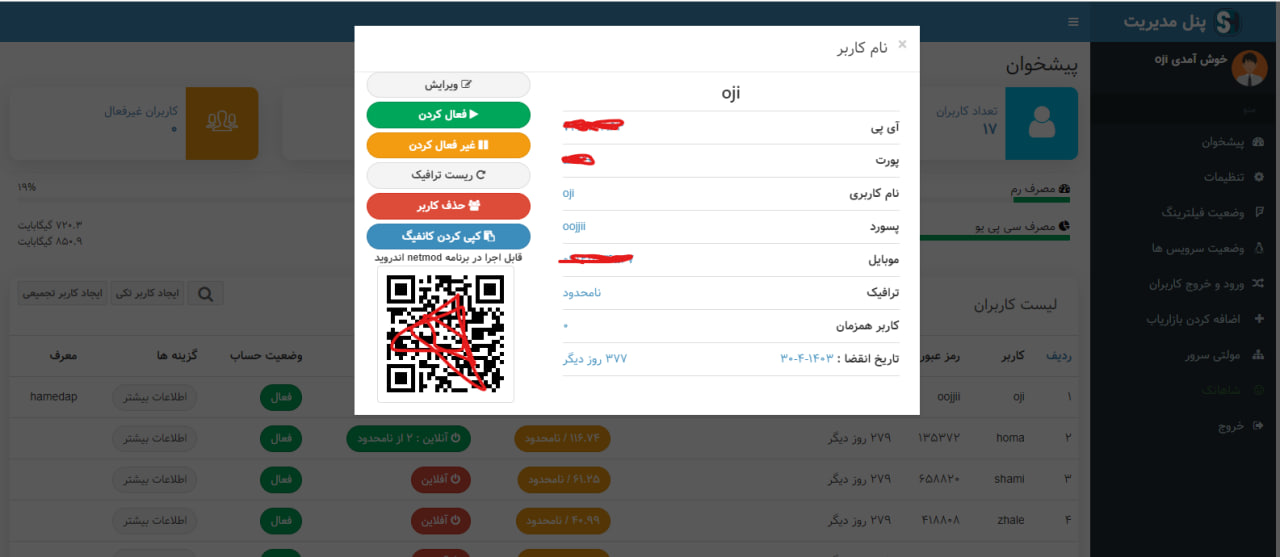 پنل مدیریت
خوش آمدی oji
منو
پیشخوان
تنظیمات
وضعیت فیلترینگ
وضعیت سرویس ها
ورود و خروج کاربران
اضافه کردن بازاریاب
مولتی سرور
شاهانک
خروج
پیشخوان
تعداد کاربران
۱۷
کاربران غیرفعال
۰
مصرف رم
۱۹%
مصرف سی پی یو
۷۲۰.۳ گیگابایت
۸۵۰.۹ گیگابایت
× نام کاربر
oji
آی پی
پورت
نام کاربری oji
پسورد oojjii
موبایل
ترافیک نامحدود
کاربر همزمان ۰
تاریخ انقضا : ۱۴۰۳-۴-۳۰ ۳۷۷ روز دیگر
ویرایش
فعال کردن
غیر فعال کردن
ریست ترافیک
حذف کاربر
کپی کردن کانفیگ
قابل اجرا در برنامه netmod اندروید
لیست کاربران
ایجاد کاربر تکی ایجاد کاربر تجمیعی
ردیف کاربر رمز عبور وضعیت حساب گزینه ها معرف
۱ oji oojjii فعال اطلاعات بیشتر hamedap
۲ homa ۱۳۵۳۷۲ ۲۷۹ روز دیگر ۱۱۶.۷۴ / نامحدود آنلاین : ۲ از نامحدود فعال اطلاعات بیشتر
۳ shami ۶۵۸۸۲۰ ۲۷۹ روز دیگر ۶۱.۲۵ / نامحدود آفلاین فعال اطلاعات بیشتر
۴ zhale ۴۱۸۸۰۸ ۲۷۹ روز دیگر ۴۰.۹۹ / نامحدود آفلاین فعال اطلاعات بیشتر